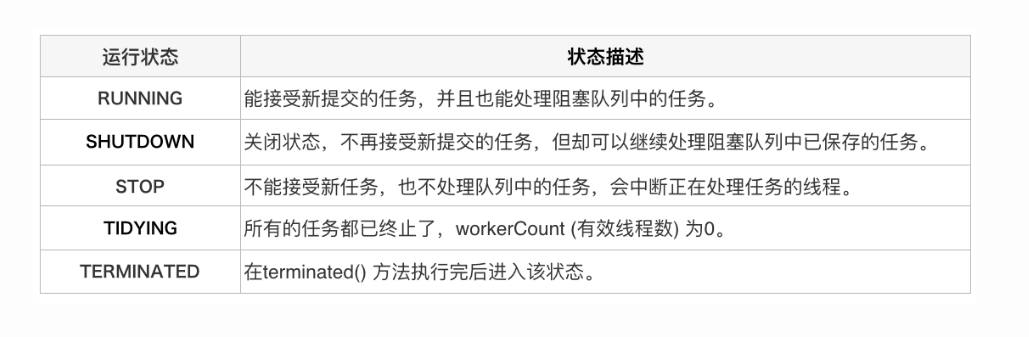 运行状态 状态描述
RUNNING 能接受新提交的任务，并且也能处理阻塞队列中的任务。
SHUTDOWN 关闭状态，不再接受新提交的任务，但却可以继续处理阻塞队列中已保存的任务。
STOP 不能接受新任务，也不处理队列中的任务，会中断正在处理任务的线程。
TIDYING 所有的任务都已终止了，workerCount (有效线程数) 为0。
TERMINATED 在terminated() 方法执行完后进入该状态。